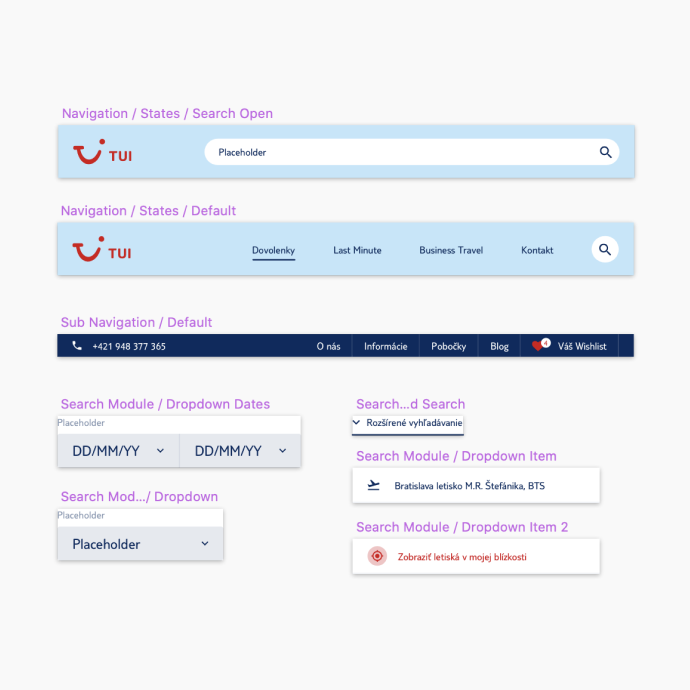 Navigation / States / Search Open
TUI
Placeholder
Navigation / States / Default
TUI
Dovolenky
Last Minute
Business Travel
Kontakt
Sub Navigation / Default
+421 948 377 365
O nás
Informácie
Pobočky
Blog
4
Váš Wishlist
Search Module / Dropdown Dates
Placeholder
DD/MM/YY
DD/MM/YY
Search Mod.../ Dropdown
Placeholder
Placeholder
Search...d Search
Rozšírené vyhľadávanie
Search Module / Dropdown Item
Bratislava letisko M.R. Štefánika, BTS
Search Module / Dropdown Item 2
Zobraziť letiská v mojej blízkosti